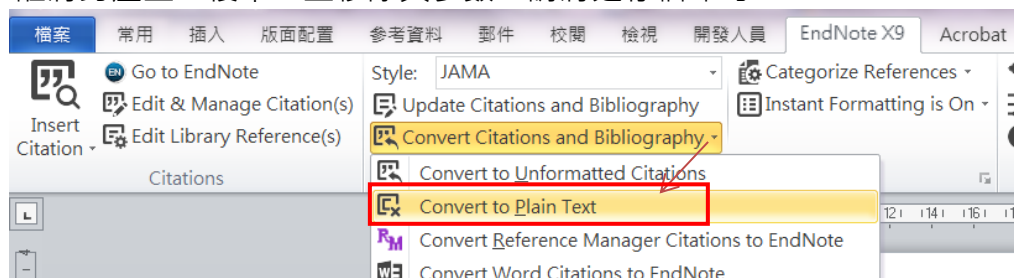 檔案 常用 插入 版面配置 參考資料 郵件 校閱 檢視 開發人員 EndNote X9 Acrobat
Go to EndNote
Edit & Manage Citation(s)
Edit Library Reference(s)
Insert
Citation
Citations
Style: JAMA
Update Citations and Bibliography
Convert Citations and Bibliography
Categorize References
Instant Formatting is On
Convert to Unformatted Citations
Convert to Plain Text
Convert Reference Manager Citations to EndNote
Convert Word Citations to EndNote
12 14 16